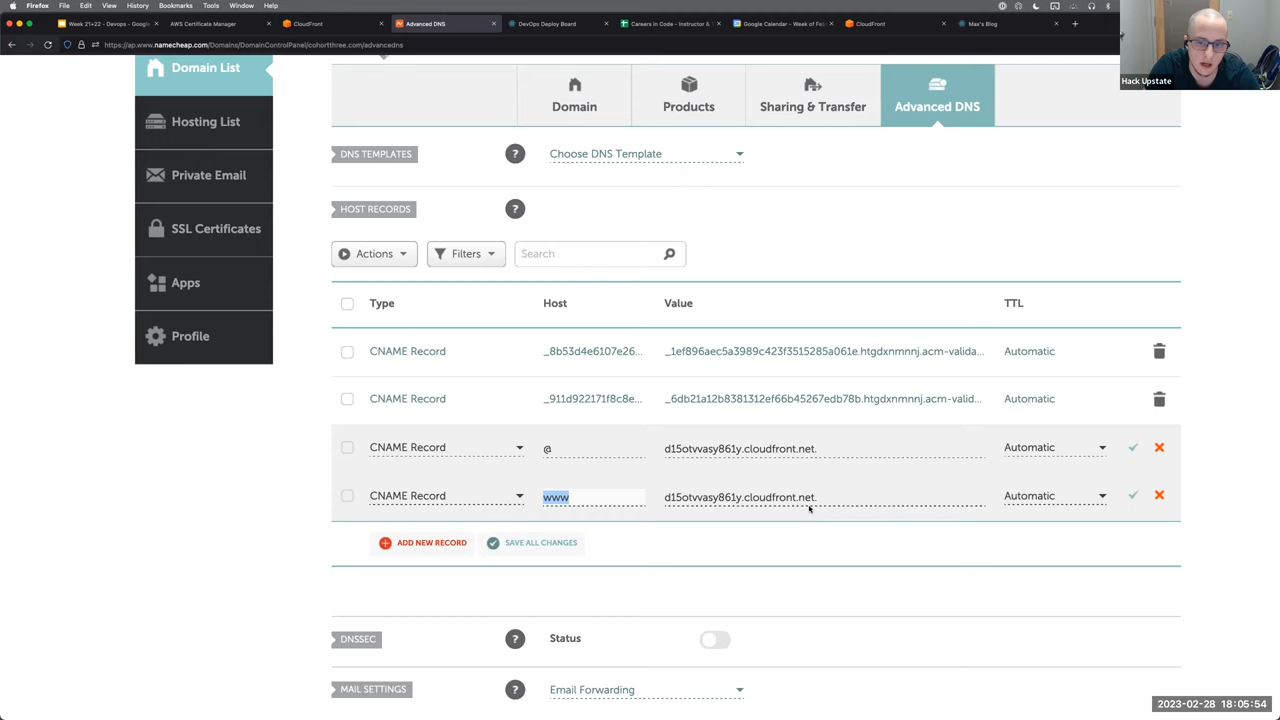 Firefox File Edit View History Bookmarks Tools Window Help
Week 21+22 - Devops - Google
AWS Certificate Manager
CloudFront
Advanced DNS
DevOps Deploy Board
Careers in Code - Instructor & T
Google Calendar - Week of Feb
CloudFront
Max's Blog
https://ap.www.namecheap.com/Domains/DomainControlPanel/cohortthree.com/advancedns
Hack Upstate
Domain List
Hosting List
Private Email
SSL Certificates
Apps
Profile
Domain
Products
Sharing & Transfer
Advanced DNS
DNS TEMPLATES ? Choose DNS Template
HOST RECORDS ?
Actions Filters Search
Type Host Value TTL
CNAME Record _8b53d4e6107e26... _1ef896aec5a3989c423f3515285a061e.htgdxnmnnj.acm-valida... Automatic
CNAME Record _911d922171f8c8e... _6db21a12b8381312ef66b45267edb78b.htgdxnmnnj.acm-valid... Automatic
CNAME Record @ d15otvvasy861y.cloudfront.net. Automatic
CNAME Record www d15otvvasy861y.cloudfront.net. Automatic
ADD NEW RECORD SAVE ALL CHANGES
DNSSEC ? Status
MAIL SETTINGS ? Email Forwarding
2023-02-28 18:05:54